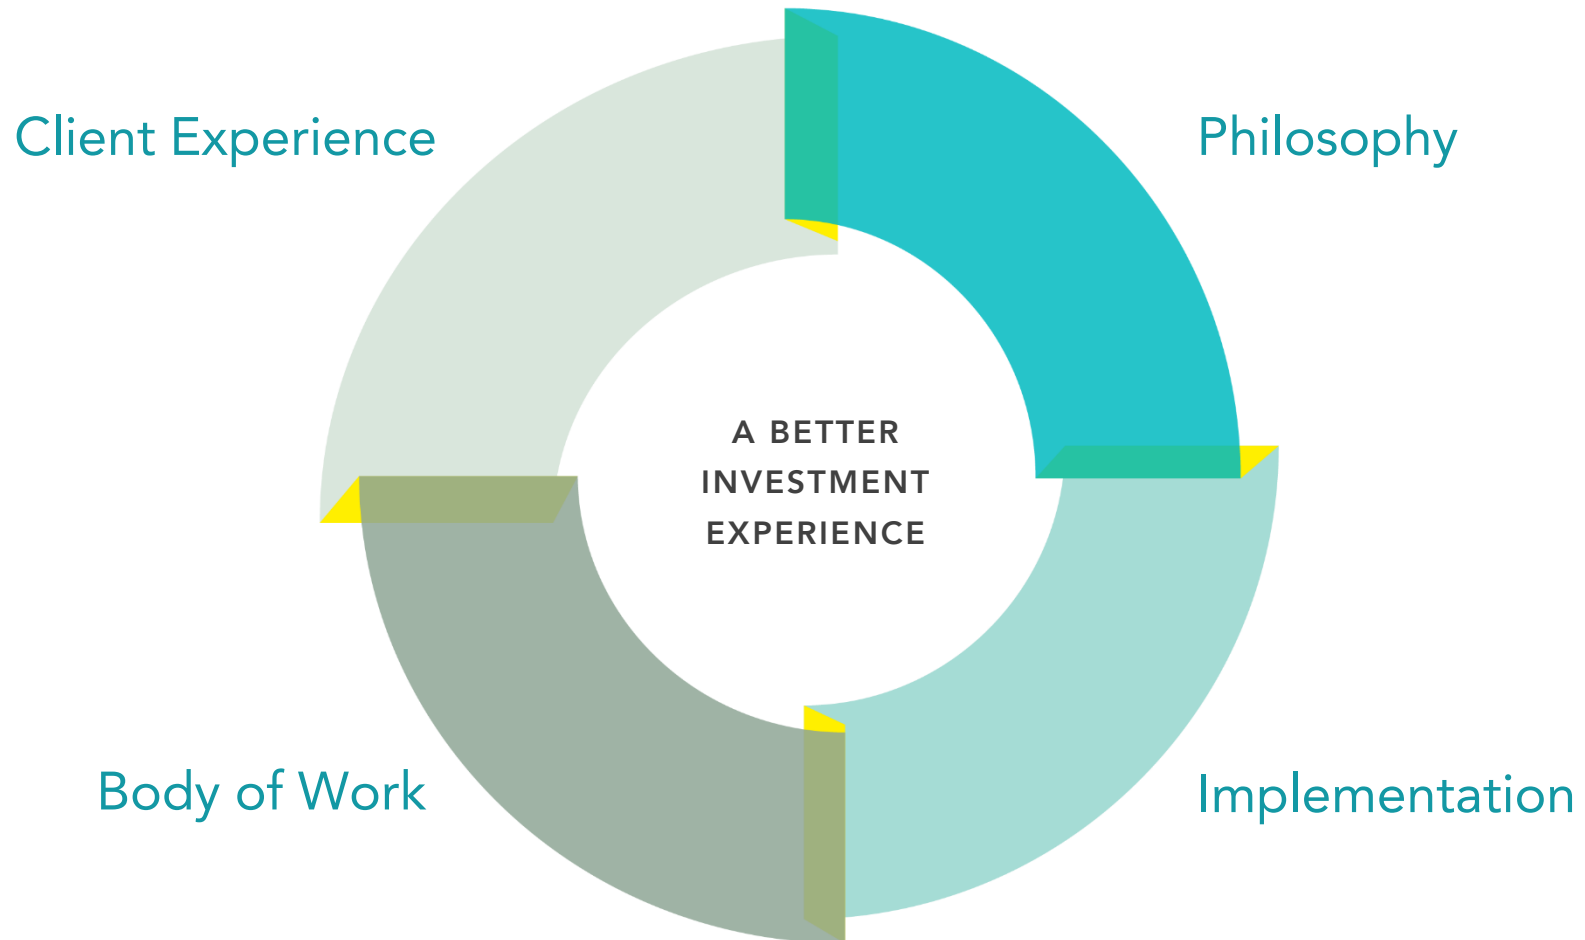 Client Experience
Philosophy
A BETTER
INVESTMENT
EXPERIENCE
Body of Work
Implementation